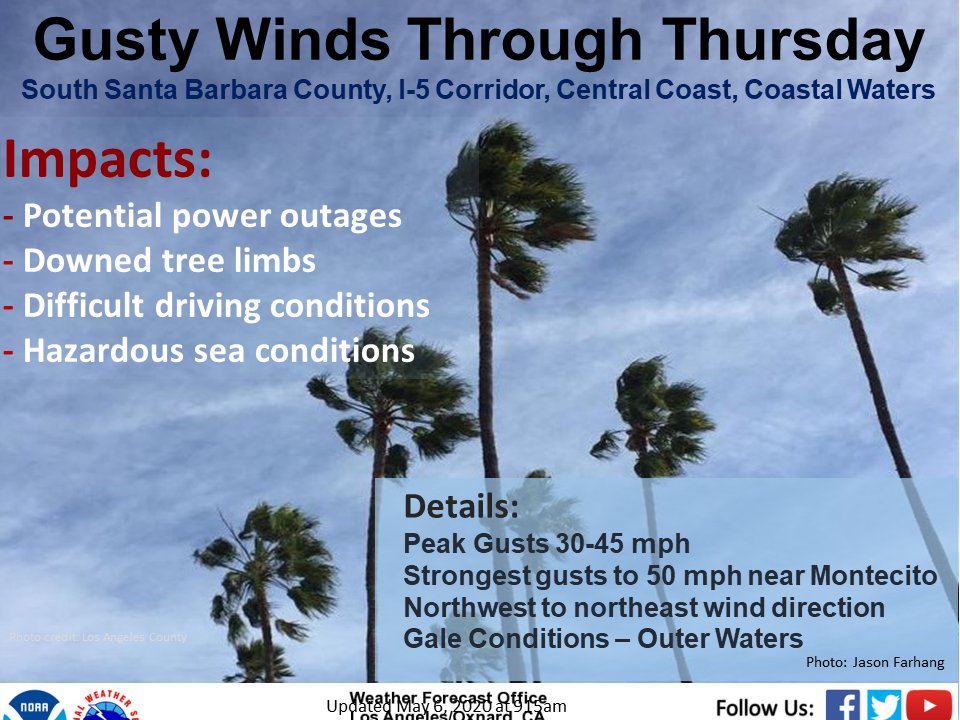 Gusty Winds Through Thursday
South Santa Barbara County, I-5 Corridor, Central Coast, Coastal Waters
Impacts:
- Potential power outages
- Downed tree limbs
- Difficult driving conditions
- Hazardous sea conditions
Details:
Peak Gusts 30-45 mph
Strongest gusts to 50 mph near Montecito
Northwest to northeast wind direction
Gale Conditions – Outer Waters
Photo credit: Los Angeles County
Photo: Jason Farhang
NOAA
WEATHER
Weather Forecast Office
Updated May 6, 2020 at 915am
Los Angeles/Oxnard, CA
Follow Us: